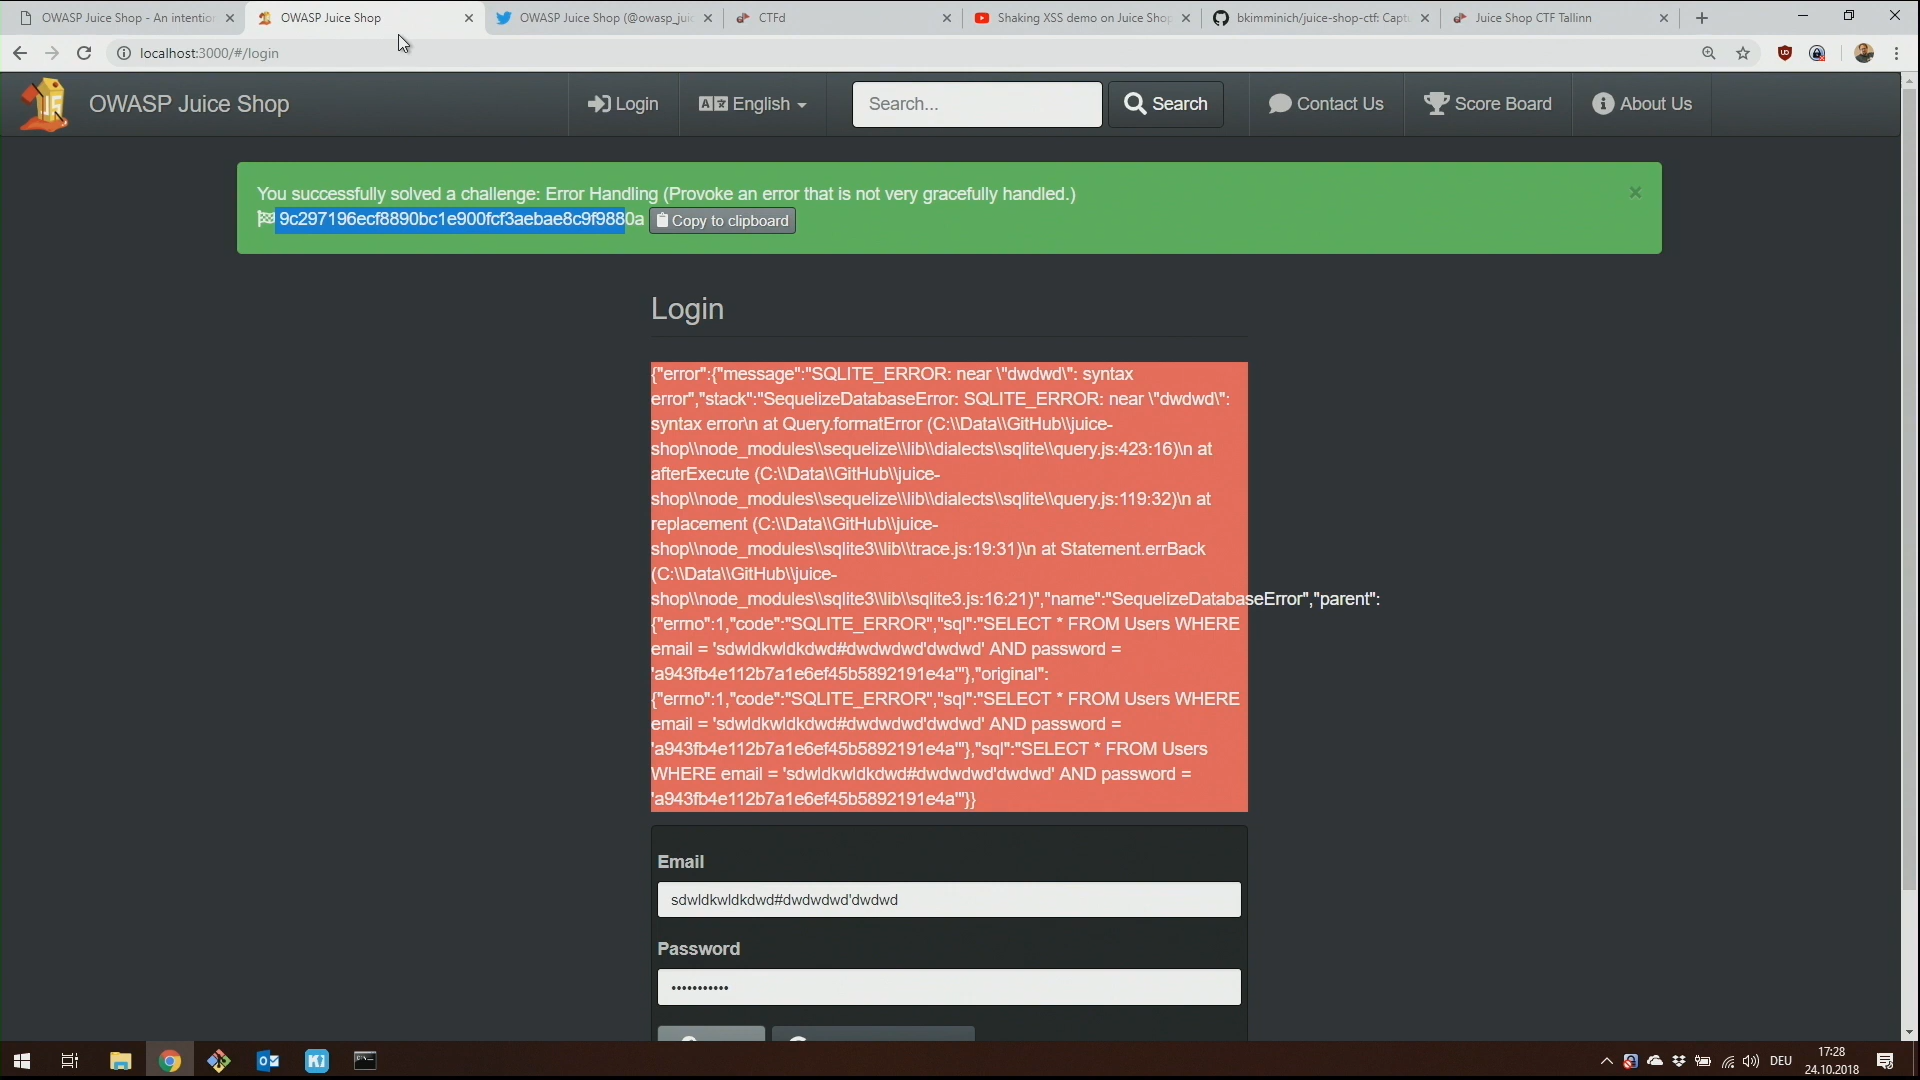 OWASP Juice Shop - An intentio
OWASP Juice Shop
OWASP Juice Shop (@owasp_juic
CTFd
Shaking XSS demo on Juice Shop
bkimminich/juice-shop-ctf: Captu
Juice Shop CTF Tallinn
localhost:3000/#/login
OWASP Juice Shop
Login
English
Search...
Search
Contact Us
Score Board
About Us
You successfully solved a challenge: Error Handling (Provoke an error that is not very gracefully handled.)
9c297196ecf8890bc1e900fcf3aebae8c9f9880a Copy to clipboard
Login
{"error":{"message":"SQLITE_ERROR: near \"dwdwd\": syntax
error","stack":"SequelizeDatabaseError: SQLITE_ERROR: near \"dwdwd\":
syntax error\n at Query.formatError (C:\\Data\\GitHub\\juice-
shop\\node_modules\\sequelize\\lib\\dialects\\sqlite\\query.js:423:16)\n at
afterExecute (C:\\Data\\GitHub\\juice-
shop\\node_modules\\sequelize\\lib\\dialects\\sqlite\\query.js:119:32)\n at
replacement (C:\\Data\\GitHub\\juice-
shop\\node_modules\\sqlite3\\lib\\trace.js:19:31)\n at Statement.errBack
(C:\\Data\\GitHub\\juice-
shop\\node_modules\\sqlite3\\lib\\sqlite3.js:16:21)","name":"SequelizeDatabaseError","parent":
{"errno":1,"code":"SQLITE_ERROR","sql":"SELECT * FROM Users WHERE
email = 'sdwldkwldkdwd#dwdwdwd'dwdwd' AND password =
'a943fb4e112b7a1e6ef45b5892191e4a'"},"original":
{"errno":1,"code":"SQLITE_ERROR","sql":"SELECT * FROM Users WHERE
email = 'sdwldkwldkdwd#dwdwdwd'dwdwd' AND password =
'a943fb4e112b7a1e6ef45b5892191e4a'"},"sql":"SELECT * FROM Users
WHERE email = 'sdwldkwldkdwd#dwdwdwd'dwdwd' AND password =
'a943fb4e112b7a1e6ef45b5892191e4a'"}}
Email
sdwldkwldkdwd#dwdwdwd'dwdwd
Password
•••••••••••
DEU
17:28
24.10.2018